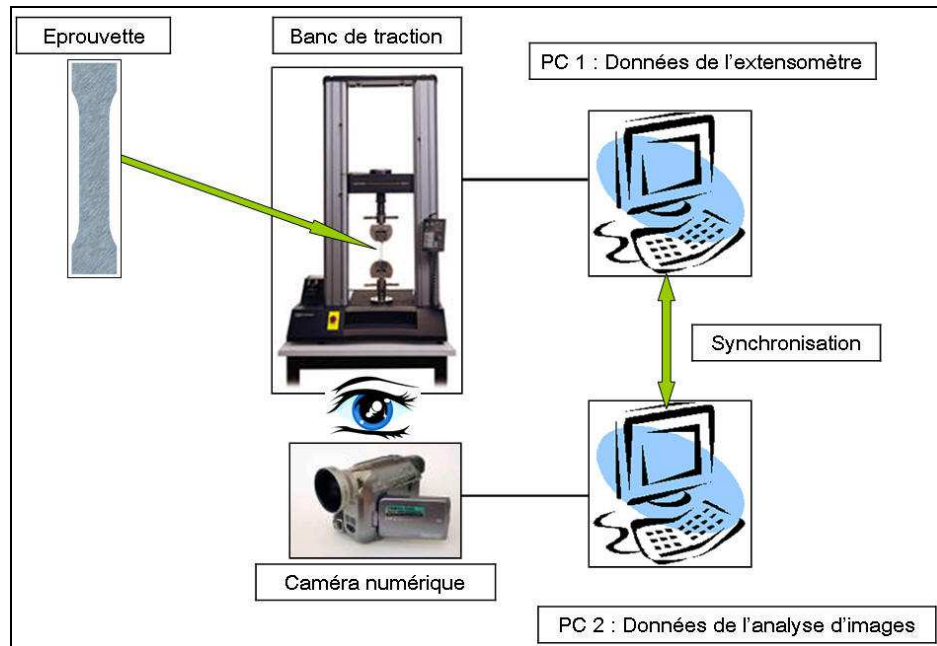 Eprouvette
Banc de traction
PC 1 : Données de l'extensomètre
Synchronisation
Caméra numérique
PC 2 : Données de l'analyse d'images